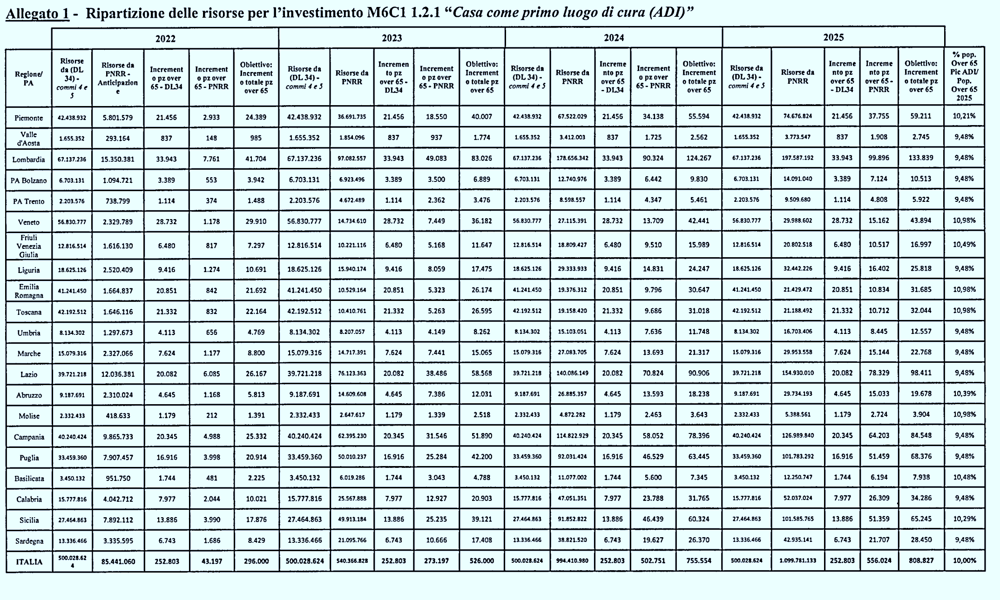 Allegato 1 - Ripartizione delle risorse per l'investimento M6C1 1.2.1 “Casa come primo luogo di cura (ADI)”
2022 2023 2024 2025
Regione/ PA Risorse da (DL 34) - commi 4 e 5 Risorse da PNRR - Anticipazion e Increment o pz over 65 - DL34 Increment o pz over 65 - PNRR Obiettivo: Increment o totale pz over 65 Risorse da (DL 34) - commi 4 e 5 Risorse da PNRR Incremen to pz over 65 - DL34 Increment o pz over 65 - PNRR Obiettivo: Increment o totale pz over 65 Risorse da (DL 34) - commi 4 e 5 Risorse da PNRR Increme nto pz over 65 - DL34 Increment o pz over 65 - PNRR Obiettivo: Increment o totale pz over 65 Risorse da (DL 34) - commi 4 e 5 Risorse da PNRR Increme nto pz over 65 - DL34 Increme nto pz over 65 - PNRR Obiettivo: Increment o totale pz over 65 % pop. Over 65 Pic ADI/ Pop. Over 65 2025
Piemonte 42.438.932 5.801.579 21.456 2.933 24.389 42.438.932 36.691.735 21.456 18.550 40.007 42.438.932 67.522.029 21.456 34.138 55.594 42.438.932 74.676.824 21.456 37.755 59.211 10,21%
Valle d'Aosta 1.655.352 293.164 837 148 985 1.655.352 1.854.096 837 937 1.774 1.655.352 3.412.003 837 1.725 2.562 1.655.352 3.773.547 837 1.908 2.745 9,48%
Lombardia 67.137.236 15.350.381 33.943 7.761 41.704 67.137.236 97.082.557 33.943 49.083 83.026 67.137.236 178.656.342 33.943 90.324 124.267 67.137.236 197.587.192 33.943 99.896 133.839 9,48%
PA Bolzano 6.703.131 1.094.721 3.389 553 3.942 6.703.131 6.923.496 3.389 3.500 6.889 6.703.131 12.740.976 3.389 6.442 9.830 6.703.131 14.091.040 3.389 7.124 10.513 9,48%
PA Trento 2.203.576 738.799 1.114 374 1.488 2.203.576 4.672.489 1.114 2.362 3.476 2.203.576 8.598.557 1.114 4.347 5.461 2.203.576 9.509.680 1.114 4.808 5.922 9,48%
Veneto 56.830.777 2.329.789 28.732 1.178 29.910 56.830.777 14.734.610 28.732 7.449 36.182 56.830.777 27.115.391 28.732 13.709 42.441 56.830.777 29.988.602 28.732 15.162 43.894 10,98%
Friuli Venezia Giulia 12.816.514 1.616.130 6.480 817 7.297 12.816.514 10.221.116 6.480 5.168 11.647 12.816.514 18.809.427 6.480 9.510 15.989 12.816.514 20.802.518 6.480 10.517 16.997 10,49%
Liguria 18.625.126 2.520.409 9.416 1.274 10.691 18.625.126 15.940.174 9.416 8.059 17.475 18.625.126 29.333.933 9.416 14.831 24.247 18.625.126 32.442.226 9.416 16.402 25.818 9,48%
Emilia Romagna 41.241.450 1.664.837 20.851 842 21.692 41.241.450 10.529.164 20.851 5.323 26.174 41.241.450 19.376.312 20.851 9.796 30.647 41.241.450 21.429.472 20.851 10.834 31.685 10,98%
Toscana 42.192.512 1.646.116 21.332 832 22.164 42.192.512 10.410.761 21.332 5.263 26.595 42.192.512 19.158.420 21.332 9.686 31.018 42.192.512 21.188.492 21.332 10.712 32.044 10,98%
Umbria 8.134.302 1.297.673 4.113 656 4.769 8.134.302 8.207.057 4.113 4.149 8.262 8.134.302 15.103.051 4.113 7.636 11.748 8.134.302 16.703.406 4.113 8.445 12.557 9,48%
Marche 15.079.316 2.327.066 7.624 1.177 8.800 15.079.316 14.717.391 7.624 7.441 15.065 15.079.316 27.083.705 7.624 13.693 21.317 15.079.316 29.953.558 7.624 15.144 22.768 9,48%
Lazio 39.721.218 12.036.381 20.082 6.085 26.167 39.721.218 76.123.363 20.082 38.486 58.568 39.721.218 140.086.149 20.082 70.824 90.906 39.721.218 154.930.010 20.082 78.329 98.411 9,48%
Abruzzo 9.187.691 2.310.024 4.645 1.168 5.813 9.187.691 14.609.608 4.645 7.386 12.031 9.187.691 26.885.357 4.645 13.593 18.238 9.187.691 29.734.193 4.645 15.033 19.678 10,39%
Molise 2.332.433 418.633 1.179 212 1.391 2.332.433 2.647.617 1.179 1.339 2.518 2.332.433 4.872.282 1.179 2.463 3.643 2.332.433 5.388.561 1.179 2.724 3.904 10,98%
Campania 40.240.424 9.865.733 20.345 4.988 25.332 40.240.424 62.395.230 20.345 31.546 51.890 40.240.424 114.822.929 20.345 58.052 78.396 40.240.424 126.989.840 20.345 64.203 84.548 9,48%
Puglia 33.459.360 7.907.457 16.916 3.998 20.914 33.459.360 50.010.237 16.916 25.284 42.200 33.459.360 92.031.424 16.916 46.529 63.445 33.459.360 101.783.292 16.916 51.459 68.376 9,48%
Basilicata 3.450.132 951.750 1.744 481 2.225 3.450.132 6.019.286 1.744 3.043 4.788 3.450.132 11.077.002 1.744 5.600 7.345 3.450.132 12.250.747 1.744 6.194 7.938 10,48%
Calabria 15.777.816 4.042.712 7.977 2.044 10.021 15.777.816 25.567.888 7.977 12.927 20.903 15.777.816 47.051.351 7.977 23.788 31.765 15.777.816 52.037.024 7.977 26.309 34.286 9,48%
Sicilia 27.464.863 7.892.112 13.886 3.990 17.876 27.464.863 49.913.184 13.886 25.235 39.121 27.464.863 91.852.822 13.886 46.439 60.324 27.464.863 101.585.765 13.886 51.359 65.245 10,29%
Sardegna 13.336.466 3.335.595 6.743 1.686 8.429 13.336.466 21.095.766 6.743 10.666 17.408 13.336.466 38.821.520 6.743 19.627 26.370 13.336.466 42.935.141 6.743 21.707 28.450 9,48%
ITALIA 500.028.62 4 85.441.060 252.803 43.197 296.000 500.028.624 540.366.828 252.803 273.197 526.000 500.028.624 994.410.980 252.803 502.751 755.554 500.028.624 1.099.781.133 252.803 556.024 808.827 10,00%